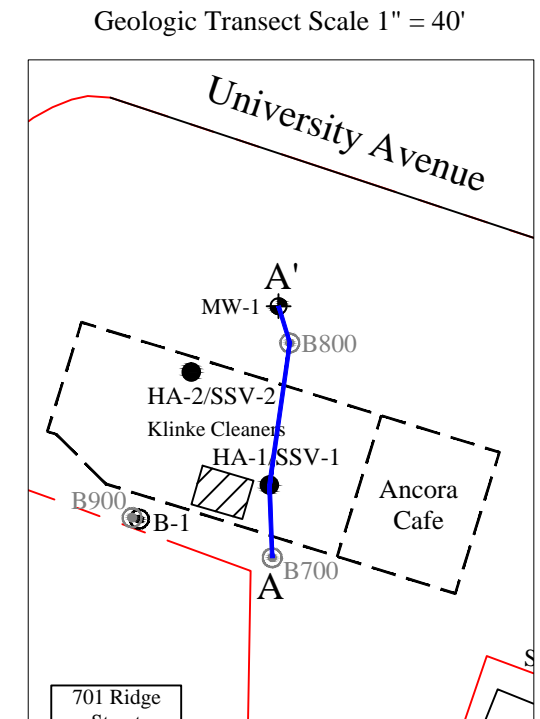 Geologic Transect Scale 1" = 40'
University Avenue
A'
MW-1
B800
HA-2/SSV-2
Klinke Cleaners
HA-1/SSV-1
Ancora
Cafe
B900
B-1
B700
A
701 Ridge